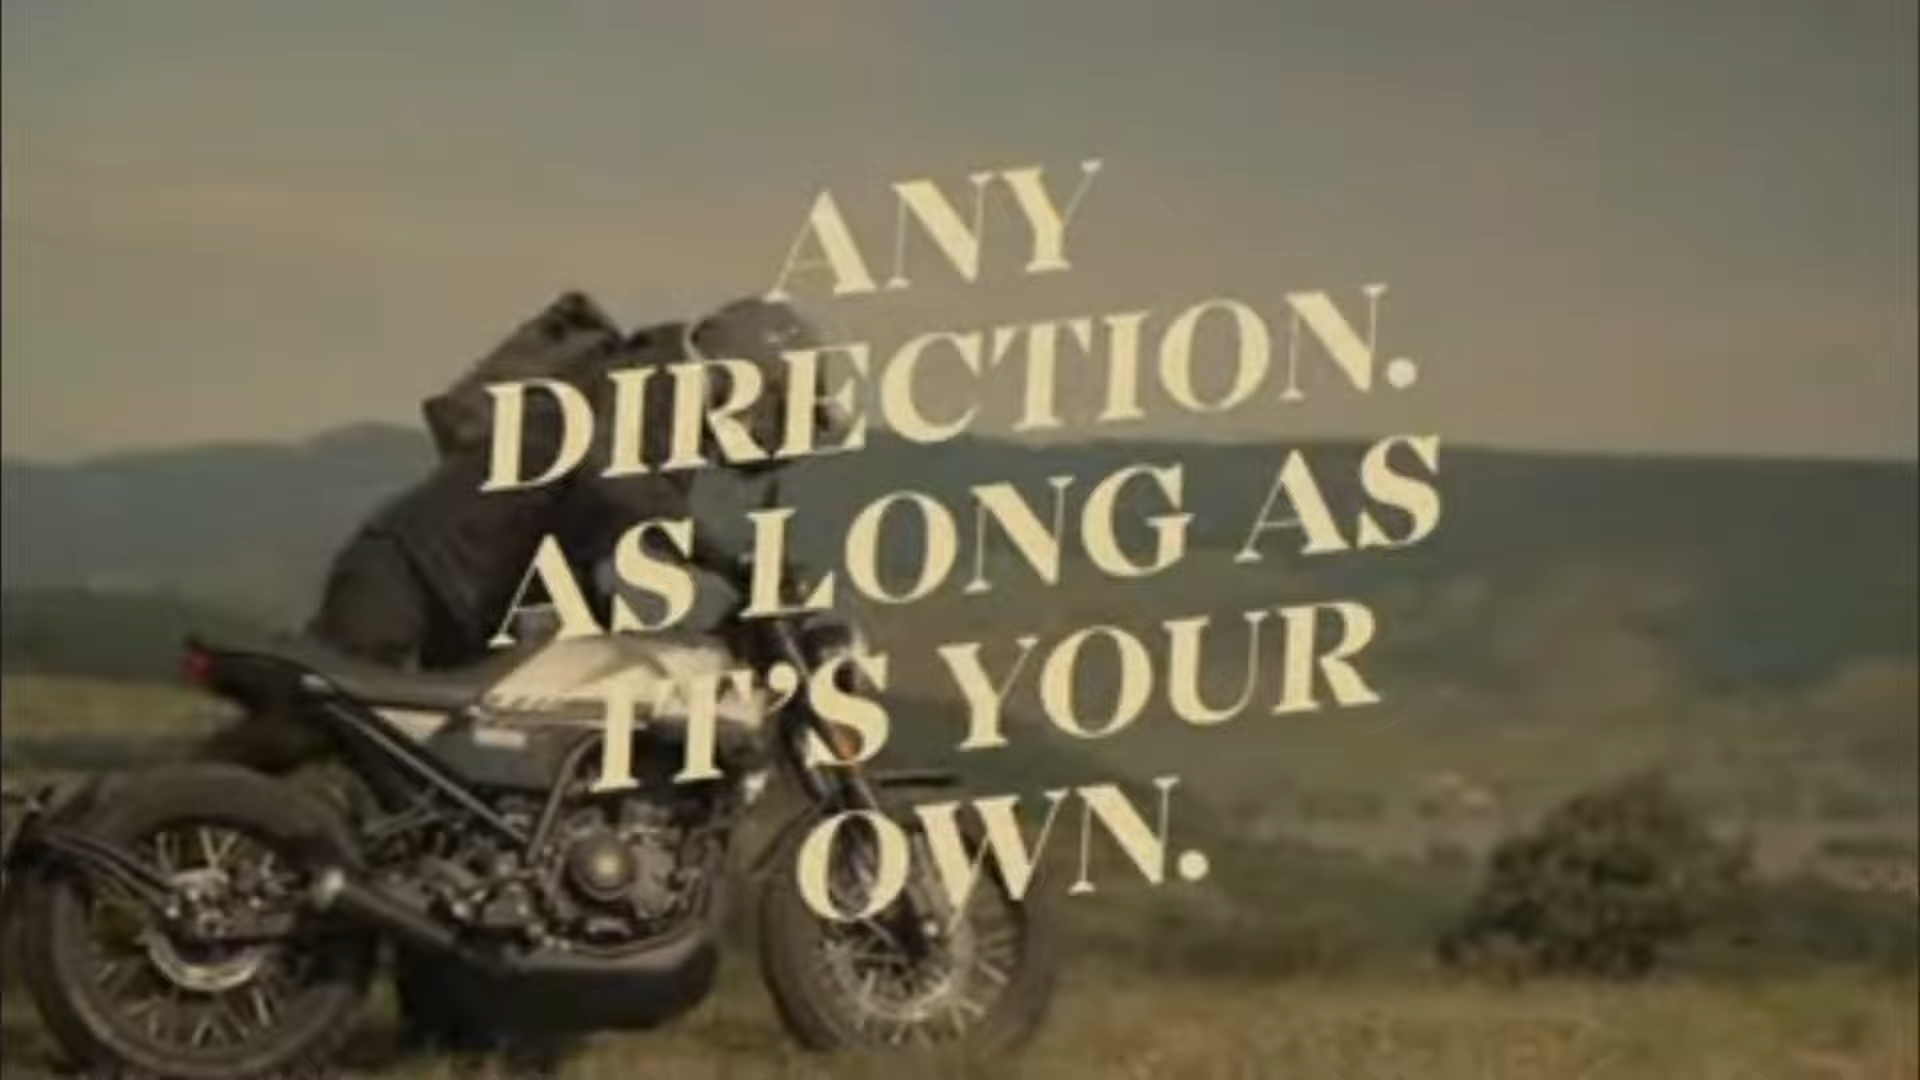 ANY
DIRECTION.
AS LONG AS
IT'S YOUR
OWN.